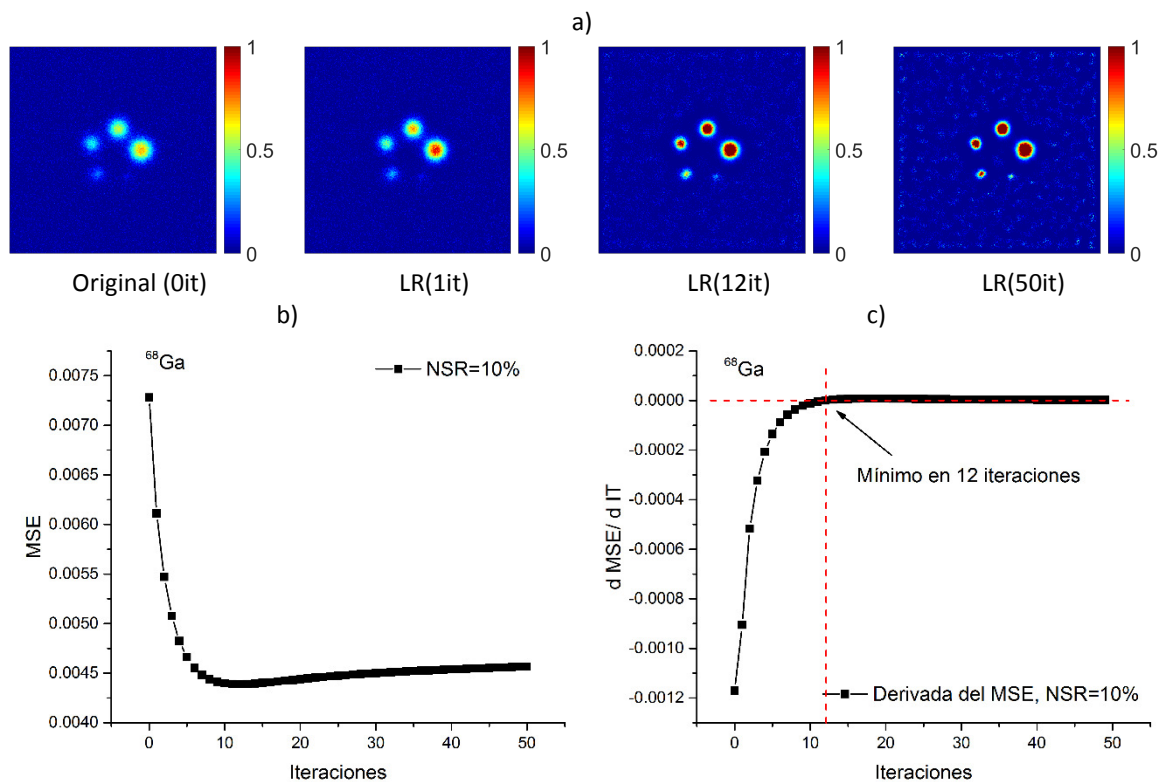 a)
1
0.5
0
1
0.5
0
1
0.5
0
1
0.5
0
Original (0it)
LR(1it)
LR(12it)
LR(50it)
b)
c)
68Ga
NSR=10%
0.0075
0.0070
0.0065
0.0060
0.0055
0.0050
0.0045
0.0040
MSE
0
10
20
30
40
50
Iteraciones
68Ga
0.0002
0.0000
-0.0002
-0.0004
-0.0006
-0.0008
-0.0010
-0.0012
d MSE/ d IT
Mínimo en 12 iteraciones
Derivada del MSE, NSR=10%
0
10
20
30
40
50
Iteraciones